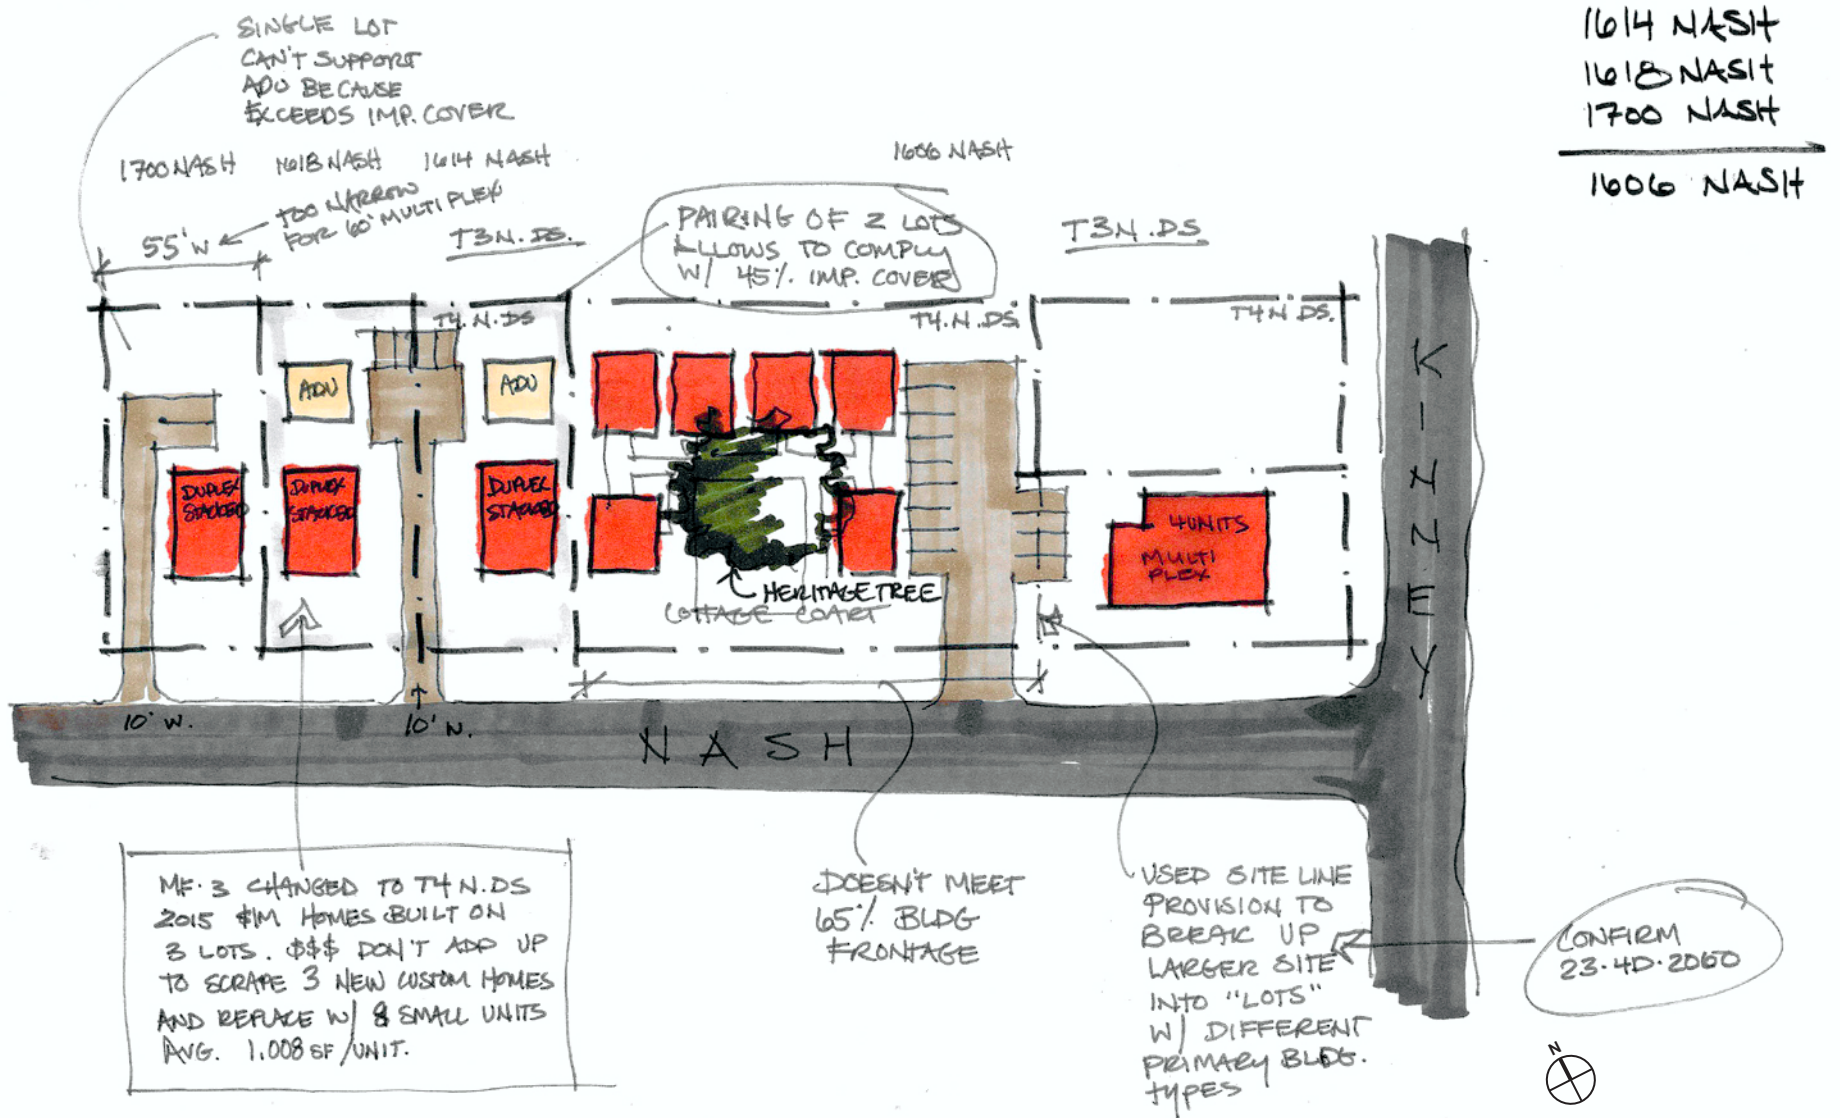 SINGLE LOT
CAN'T SUPPORT
ADU BECAUSE
EXCEEDS IMP. COVER
1614 NASH
1618 NASH
1700 NASH
1606 NASH
1700 NASH 1618 NASH 1614 NASH
1606 NASH
55' W
TOO NARROW
FOR 60' MULTIPLEX
T3N.DS.
PAIRING OF 2 LOTS
ALLOWS TO COMPLY
W/ 45% IMP. COVER
T3N.DS
T4.N.DS
T4.N.DS.
T4 N DS.
ADU
ADU
DUPLEX
STACKED
DUPLEX
STACKED
DUPLEX
STACKED
4 UNITS
MULTI
PLEX
HERITAGE TREE
COTTAGE COART
KINNEY
10' W.
10' W.
NASH
MF.3 CHANGED TO T4 N.DS
2015 $1M HOMES BUILT ON
3 LOTS. $$$ DON'T ADD UP
TO SCRAPE 3 NEW CUSTOM HOMES
AND REPLACE W/ 8 SMALL UNITS
AVG. 1,008 SF/UNIT.
DOESN'T MEET
65% BLDG
FRONTAGE
USED SITE LINE
PROVISION TO
BREAK UP
LARGER SITE
INTO "LOTS"
W/ DIFFERENT
PRIMARY BLDG.
TYPES
CONFIRM
23.4D.2060
N